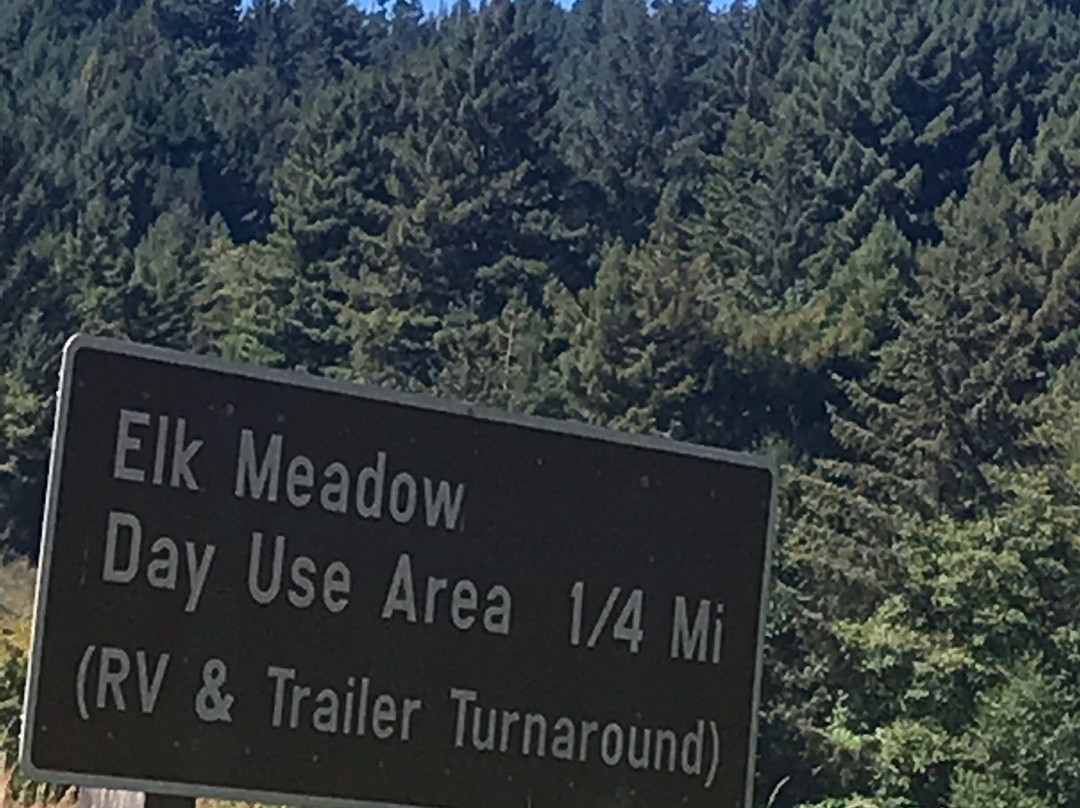 Elk Meadow
Day Use Area 1/4 Mi
(RV & Trailer Turnaround)